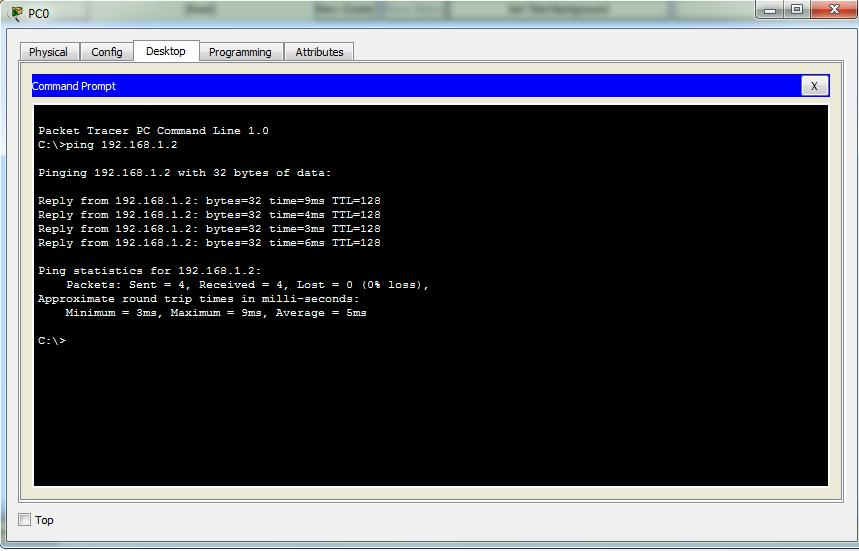 PC0
Physical Config Desktop Programming Attributes
Command Prompt X
Packet Tracer PC Command Line 1.0
C:\>ping 192.168.1.2
Pinging 192.168.1.2 with 32 bytes of data:
Reply from 192.168.1.2: bytes=32 time=9ms TTL=128
Reply from 192.168.1.2: bytes=32 time=4ms TTL=128
Reply from 192.168.1.2: bytes=32 time=3ms TTL=128
Reply from 192.168.1.2: bytes=32 time=6ms TTL=128
Ping statistics for 192.168.1.2:
Packets: Sent = 4, Received = 4, Lost = 0 (0% loss),
Approximate round trip times in milli-seconds:
Minimum = 3ms, Maximum = 9ms, Average = 5ms
C:\>
Top